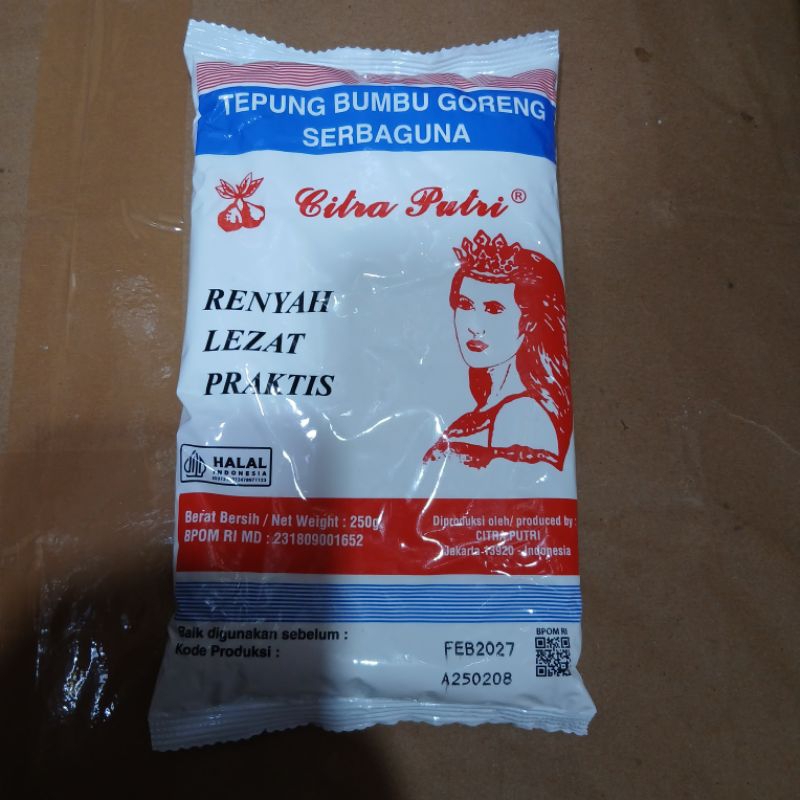 TEPUNG BUMBU GORENG
SERBAGUNA
Citra Putri ®
RENYAH
LEZAT
PRAKTIS
HALAL
INDONESIA
Berat Bersih / Net Weight : 250g
BPOM RI MD : 231809001652
Diproduksi oleh/ produced by :
CITRA PUTRI
Jakarta 13920 - Indonesia
Baik digunakan sebelum :
Kode Produksi :
FEB2027
A250208
BPOM RI